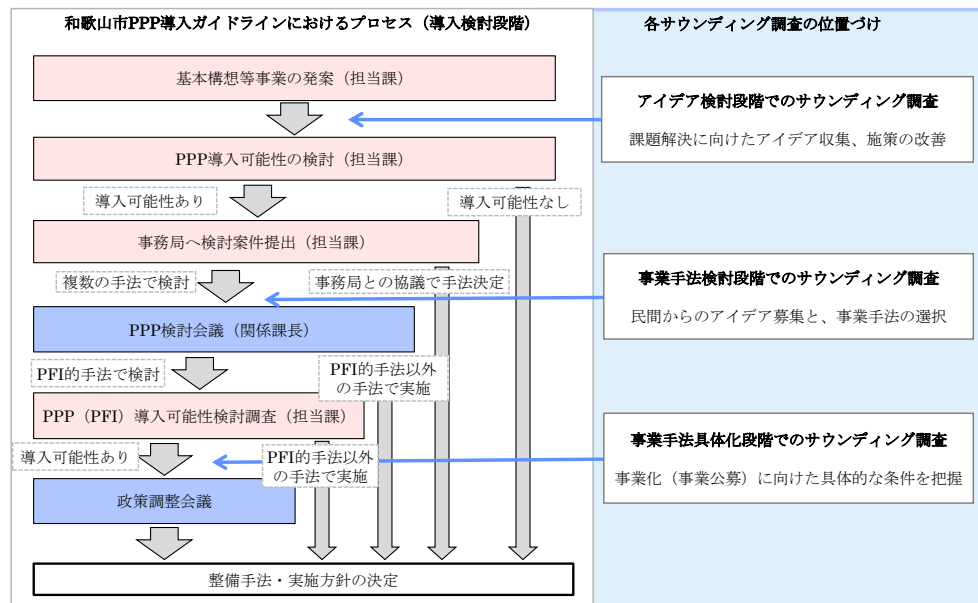 和歌山市PPP導入ガイドラインにおけるプロセス（導入検討段階）
各サウンディング調査の位置づけ
基本構想等事業の発案（担当課）
アイデア検討段階でのサウンディング調査
課題解決に向けたアイデア収集、施策の改善
PPP導入可能性の検討（担当課）
導入可能性あり
導入可能性なし
事務局へ検討案件提出（担当課）
複数の手法で検討
事務局との協議で手法決定
事業手法検討段階でのサウンディング調査
民間からのアイデア募集と、事業手法の選択
PPP検討会議（関係課長）
PFI的手法で検討
PFI的手法以外
の手法で実施
PPP（PFI）導入可能性検討調査（担当課）
導入可能性あり
PFI的手法以外
の手法で実施
事業手法具体化段階でのサウンディング調査
事業化（事業公募）に向けた具体的な条件を把握
政策調整会議
整備手法・実施方針の決定